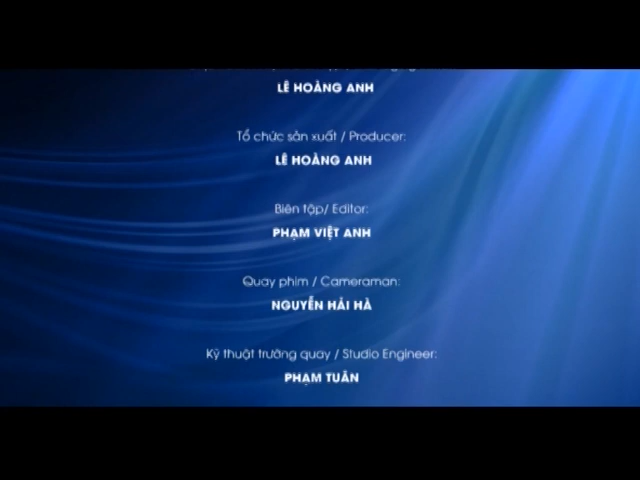 LÊ HOÀNG ANH
Tổ chức sản xuất / Producer:
LÊ HOÀNG ANH
Biên tập/ Editor:
PHẠM VIỆT ANH
Quay phim / Cameraman:
NGUYỄN HẢI HÀ
Kỹ thuật trường quay / Studio Engineer:
PHẠM TUÂN